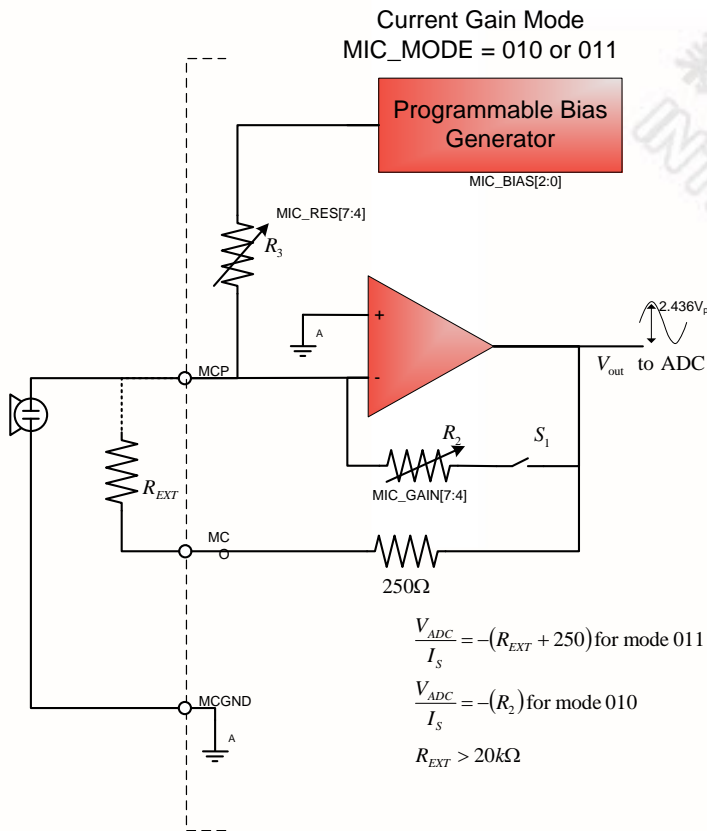 Current Gain Mode
MIC_MODE = 010 or 011
Programmable Bias
Generator
MIC_BIAS[2:0]
MIC_RES[7:4]
R3
+
A
2.436Vp
MCP
-
Vout to ADC
R2
S1
MIC_GAIN[7:4]
REXT
MC
O
250Ω
VADC/IS = -(REXT + 250) for mode 011
VADC/IS = -(R2) for mode 010
REXT > 20kΩ
MCGND
A